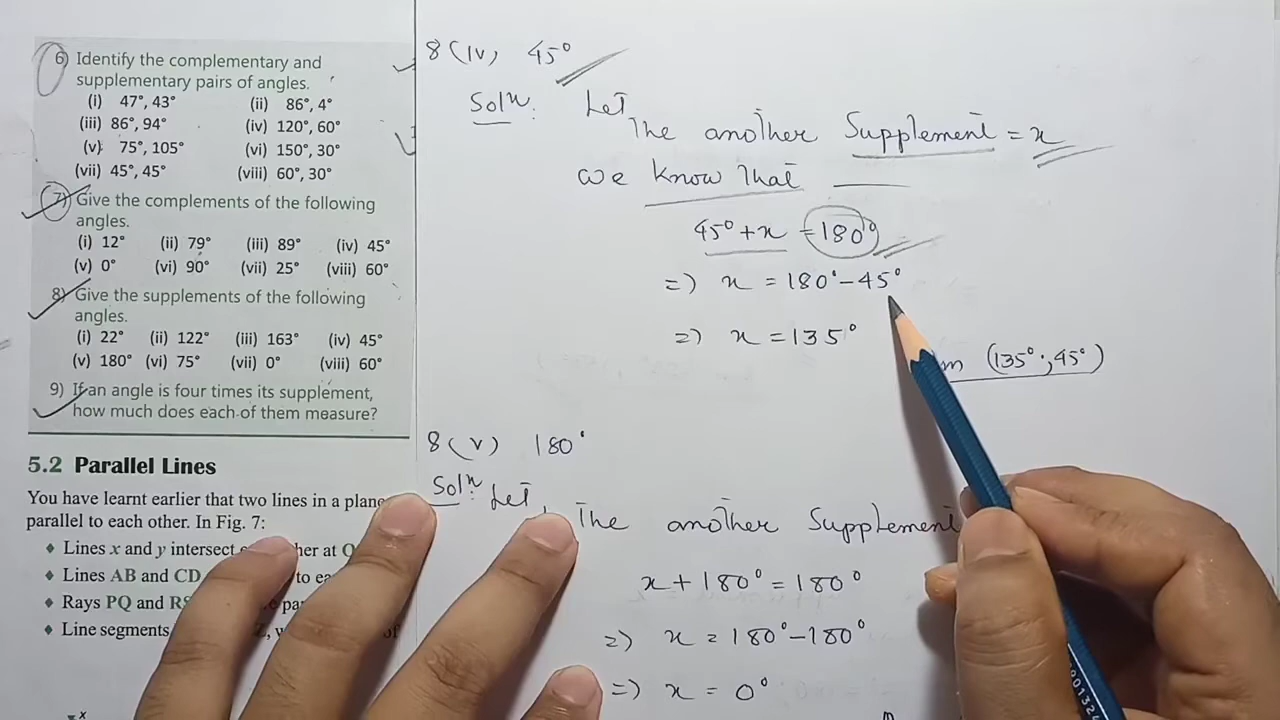 6) Identify the complementary and
supplementary pairs of angles.
(i) 47°, 43° (ii) 86°, 4°
(iii) 86°, 94° (iv) 120°, 60°
(v) 75°, 105° (vi) 150°, 30°
(vii) 45°, 45° (viii) 60°, 30°
7) Give the complements of the following
angles.
(i) 12° (ii) 79° (iii) 89° (iv) 45°
(v) 0° (vi) 90° (vii) 25° (viii) 60°
8) Give the supplements of the following
angles.
(i) 22° (ii) 122° (iii) 163° (iv) 45°
(v) 180° (vi) 75° (vii) 0° (viii) 60°
9) If an angle is four times its supplement,
how much does each of them measure?
5.2 Parallel Lines
You have learnt earlier that two lines in a plane
parallel to each other. In Fig. 7:
♦ Lines x and y intersect her at
♦ Lines AB and CD to
♦ Rays PQ and
♦ Line segments of
x
8(iv) 45°
Solⁿ: Let
The another Supplement = x
we know that
45° + x = 180°
=) x = 180° - 45°
=) x = 135°
(135°, 45°)
8(v) 180°
Solⁿ: Let, The another Supplement
x + 180° = 180°
=) x = 180° - 180°
=) x = 0°